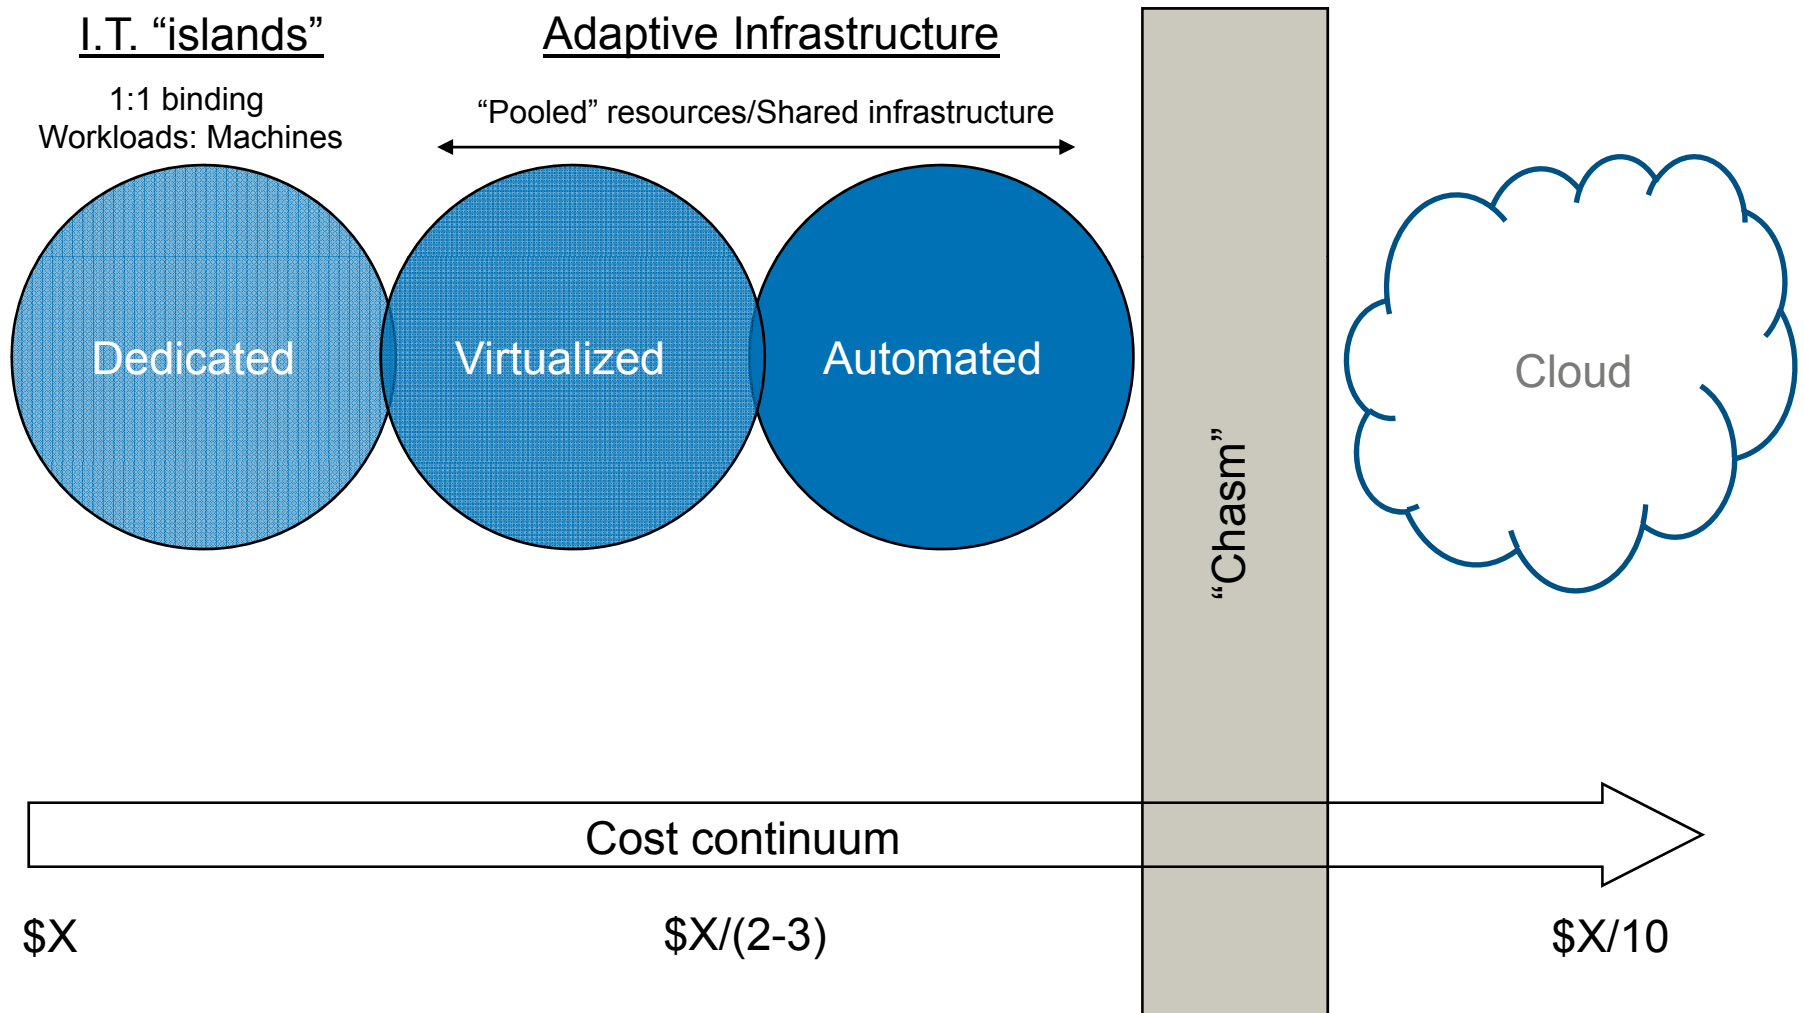 I.T. “islands”
1:1 binding
Workloads: Machines
Adaptive Infrastructure
“Pooled” resources/Shared infrastructure
Dedicated
Virtualized
Automated
“Chasm”
Cloud
Cost continuum
$X
$X/(2-3)
$X/10